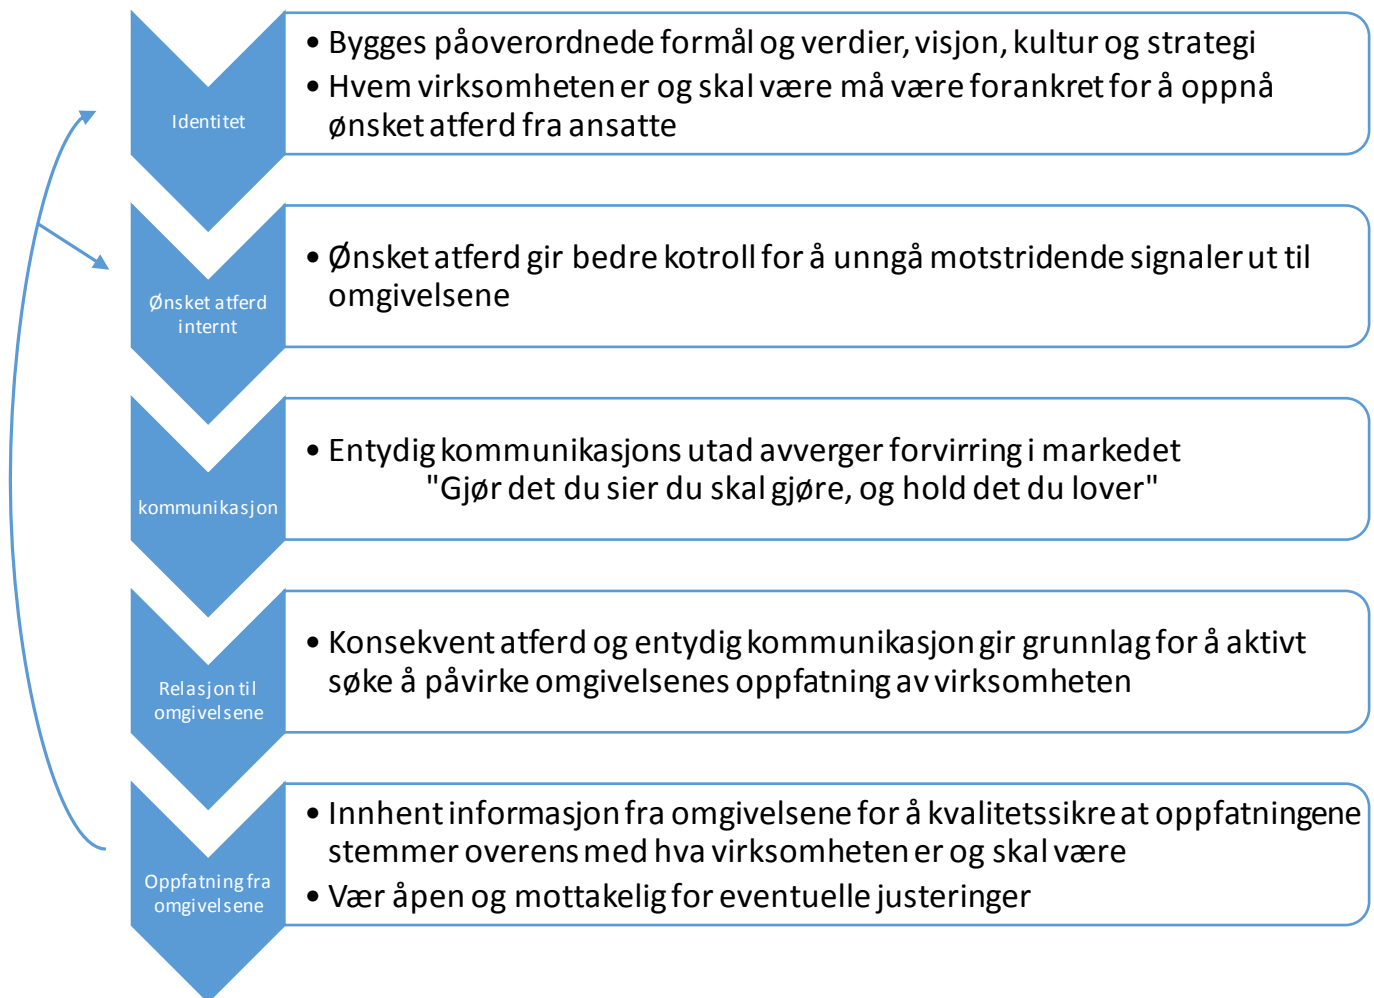 Identitet
• Bygges påoverordnede formål og verdier, visjon, kultur og strategi
• Hvem virksomheten er og skal være må være forankret for å oppnå
ønsket atferd fra ansatte
Ønsket atferd
internt
• Ønsket atferd gir bedre kotroll for å unngå motstridende signaler ut til
omgivelsene
kommunikasjon
• Entydig kommunikasjons utad avverger forvirring i markedet
"Gjør det du sier du skal gjøre, og hold det du lover"
Relasjon til
omgivelsene
• Konsekvent atferd og entydig kommunikasjon gir grunnlag for å aktivt
søke å påvirke omgivelsenes oppfatning av virksomheten
Oppfatning fra
omgivelsene
• Innhent informasjon fra omgivelsene for å kvalitetssikre at oppfatningene
stemmer overens med hva virksomheten er og skal være
• Vær åpen og mottakelig for eventuelle justeringer